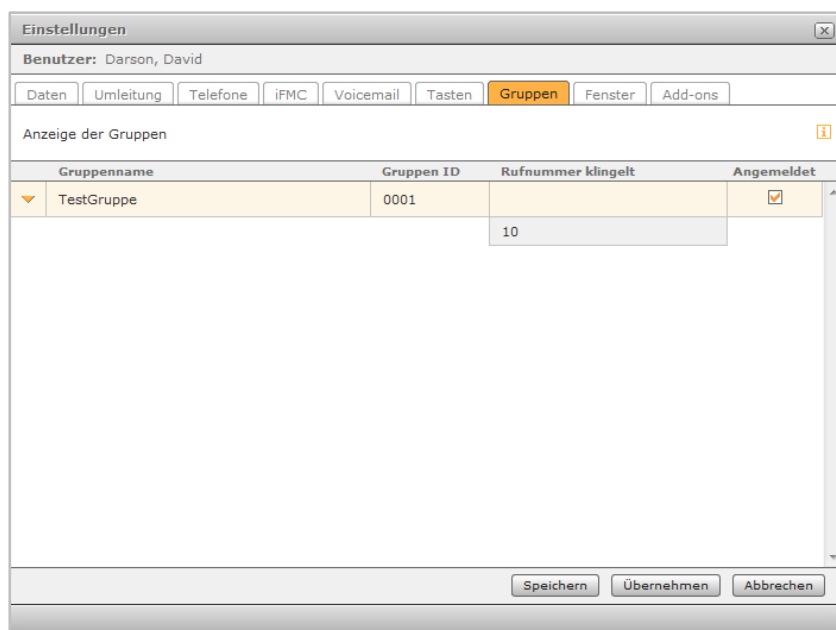 Einstellungen
Benutzer: Darson, David
Daten Umleitung Telefone iFMC Voicemail Tasten Gruppen Fenster Add-ons
Anzeige der Gruppen
Gruppenname Gruppen ID Rufnummer klingelt Angemeldet
TestGruppe 0001
10
Speichern Übernehmen Abbrechen